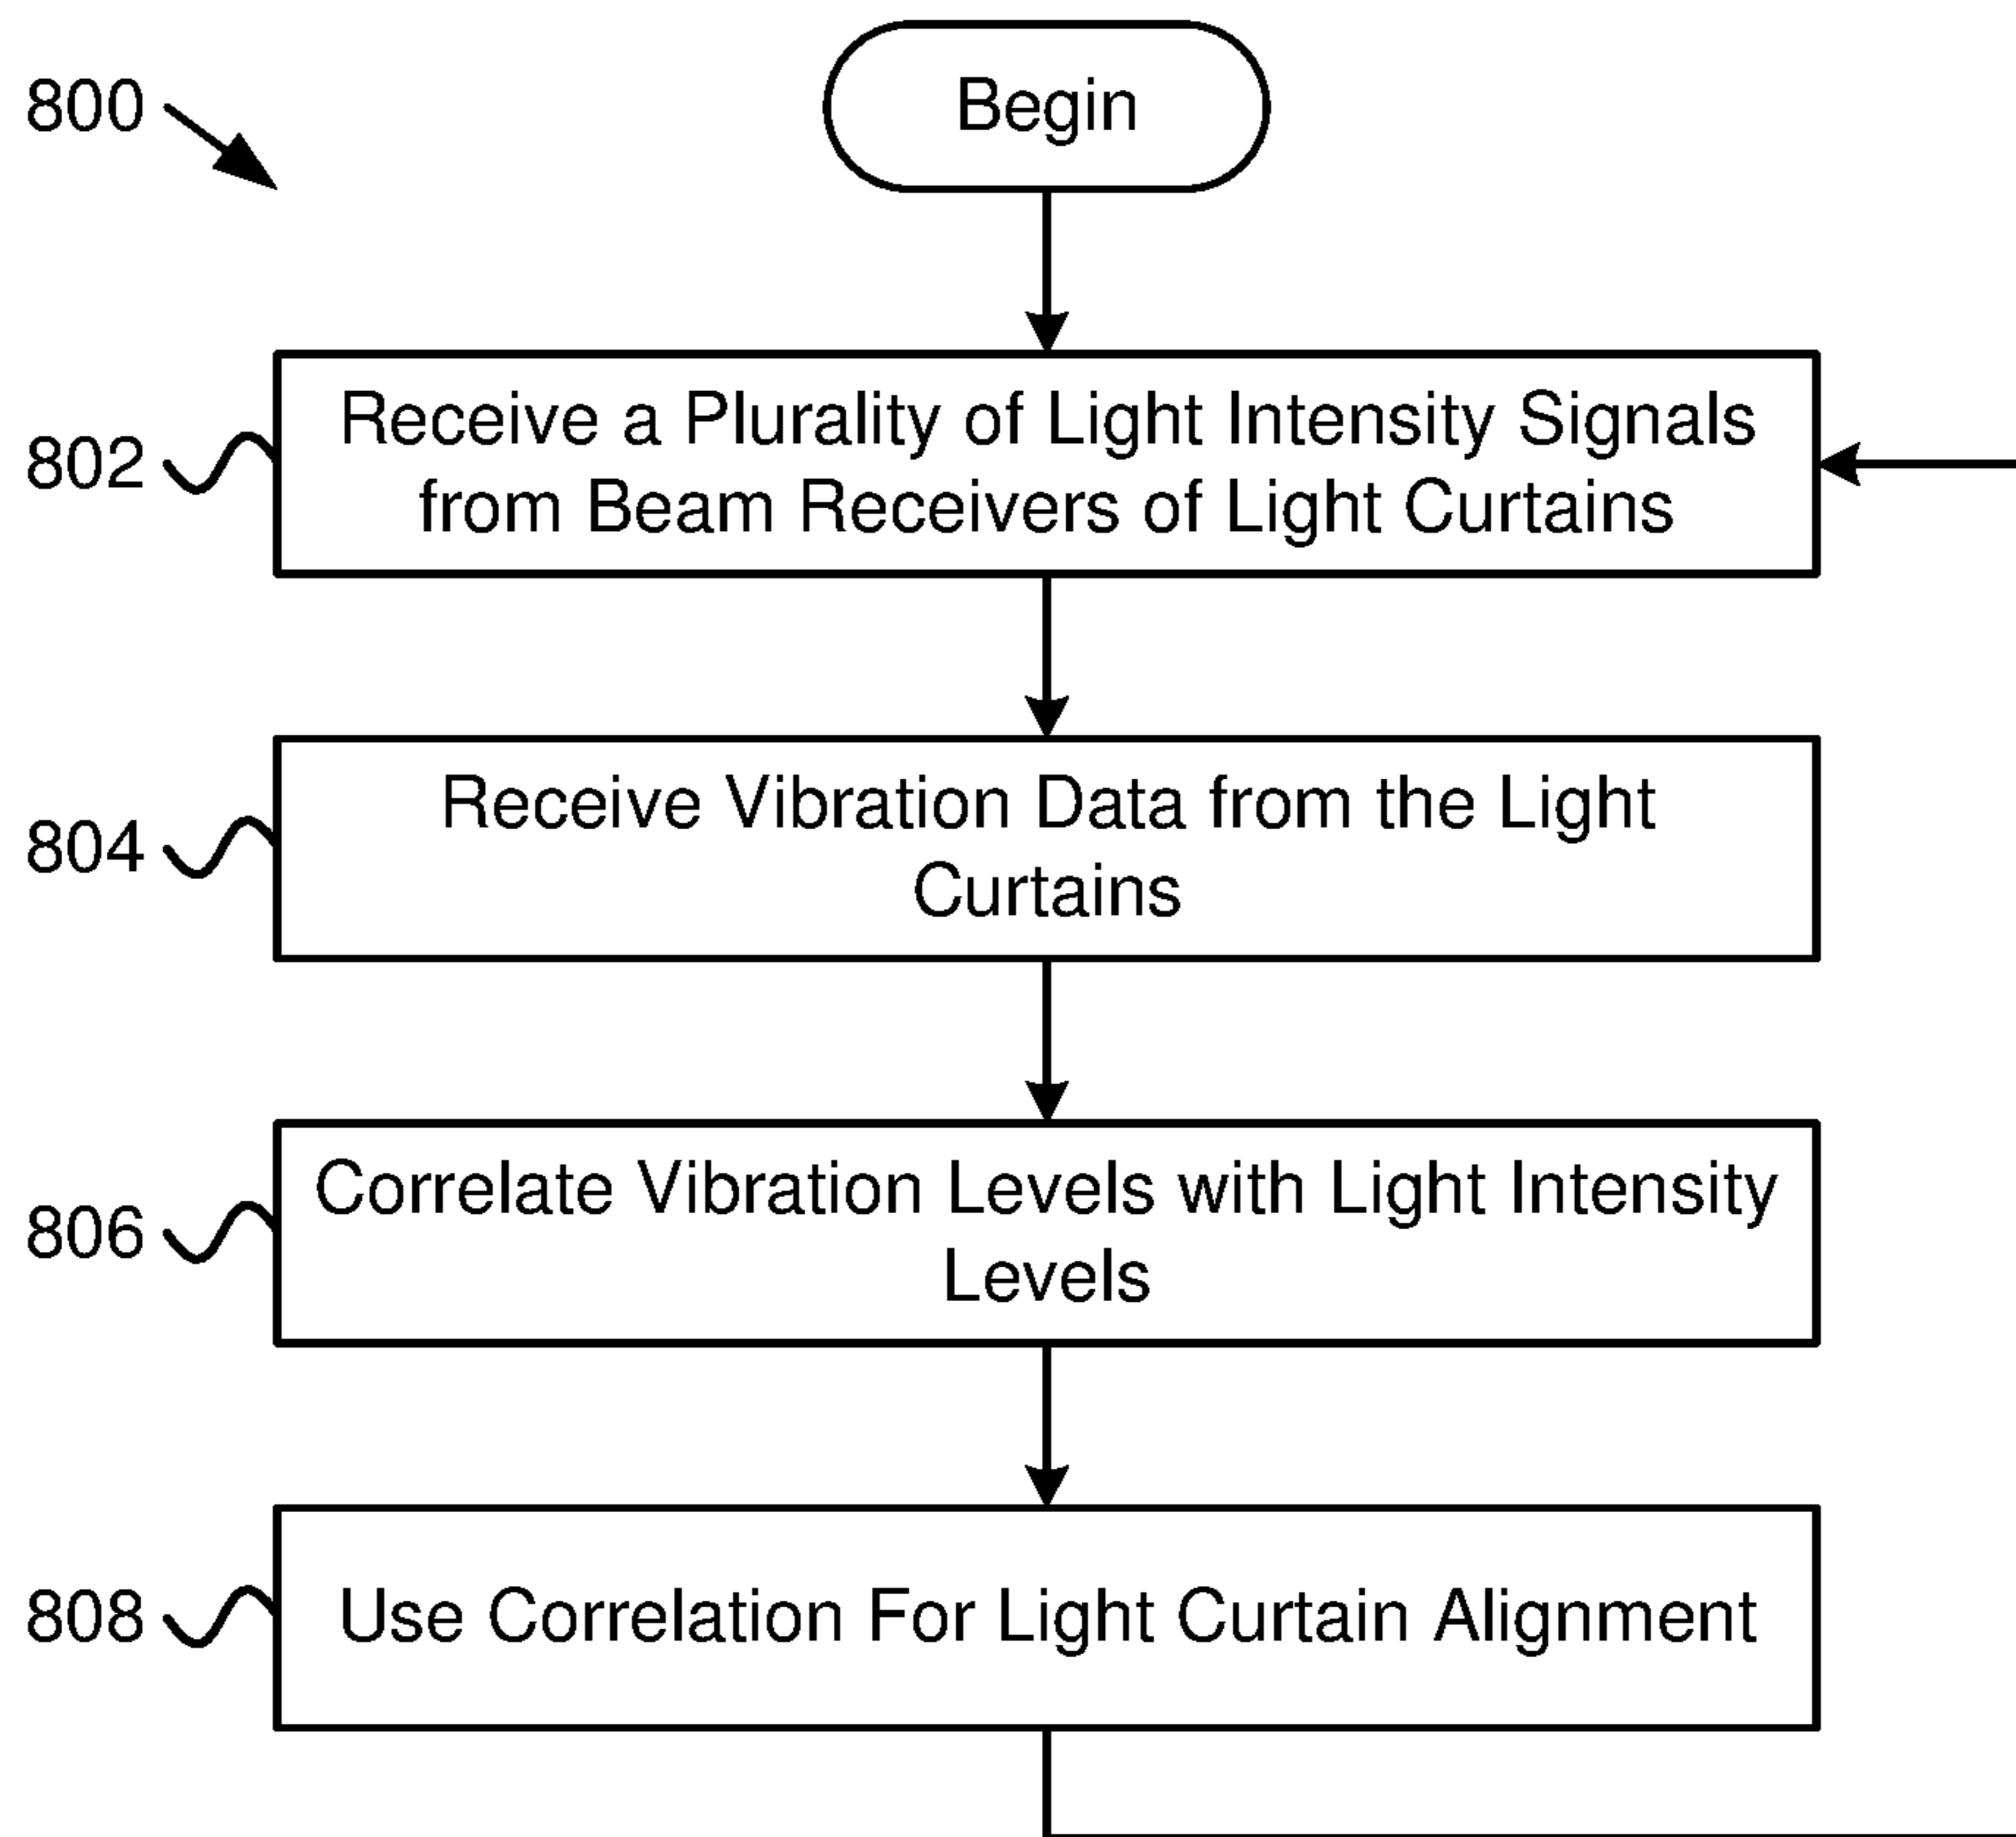 800
Begin
802
Receive a Plurality of Light Intensity Signals
from Beam Receivers of Light Curtains
804
Receive Vibration Data from the Light
Curtains
806
Correlate Vibration Levels with Light Intensity
Levels
808
Use Correlation For Light Curtain Alignment